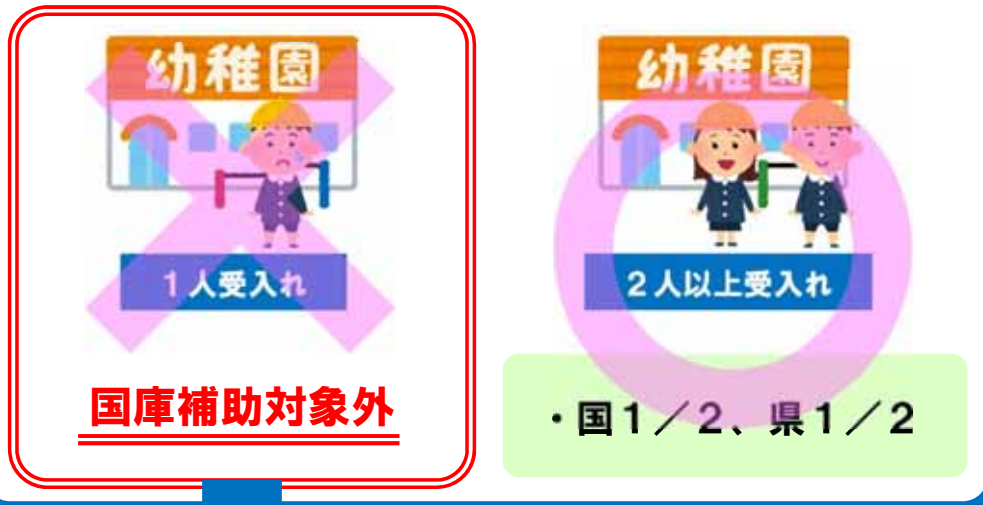 幼稚園
1人受入れ
国庫補助対象外
幼稚園
2人以上受入れ
・国1/2、県1/2